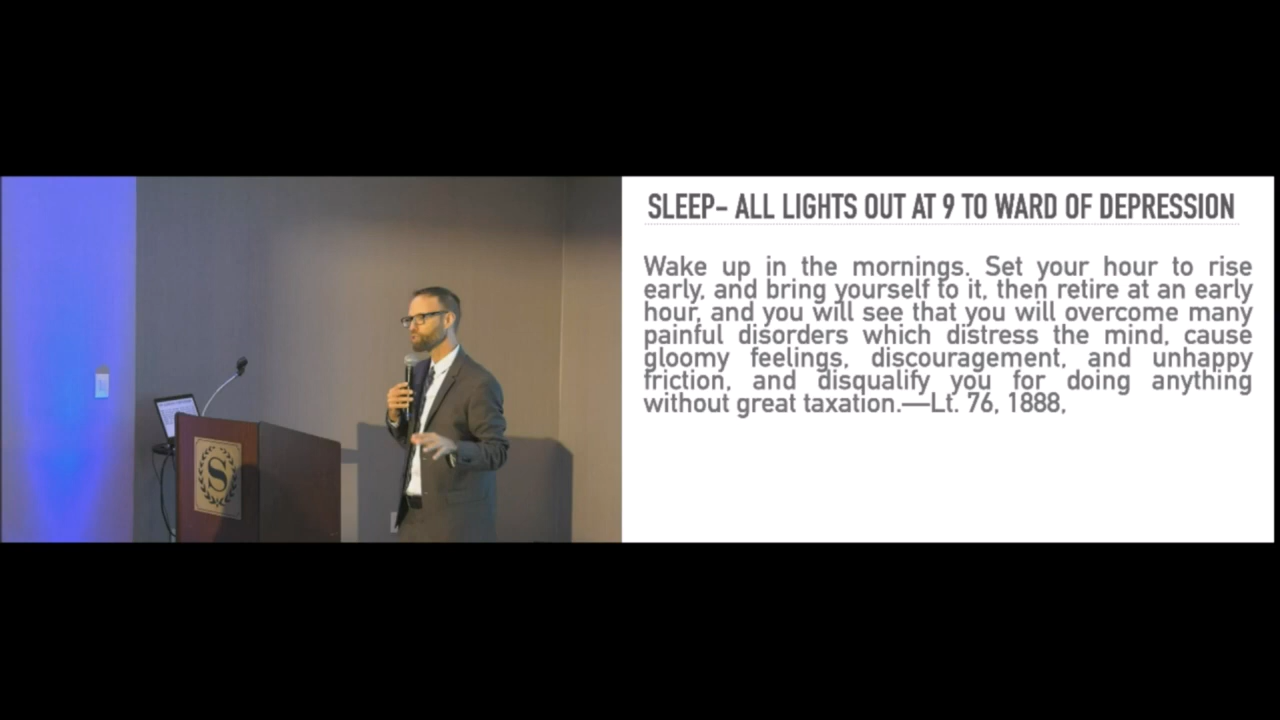 SLEEP- ALL LIGHTS OUT AT 9 TO WARD OF DEPRESSION
Wake up in the mornings. Set your hour to rise
early, and bring yourself to it, then retire at an early
hour, and you will see that you will overcome many
painful disorders which distress the mind, cause
gloomy feelings, discouragement, and unhappy
friction, and disqualify you for doing anything
without great taxation.—Lt. 76, 1888,
S